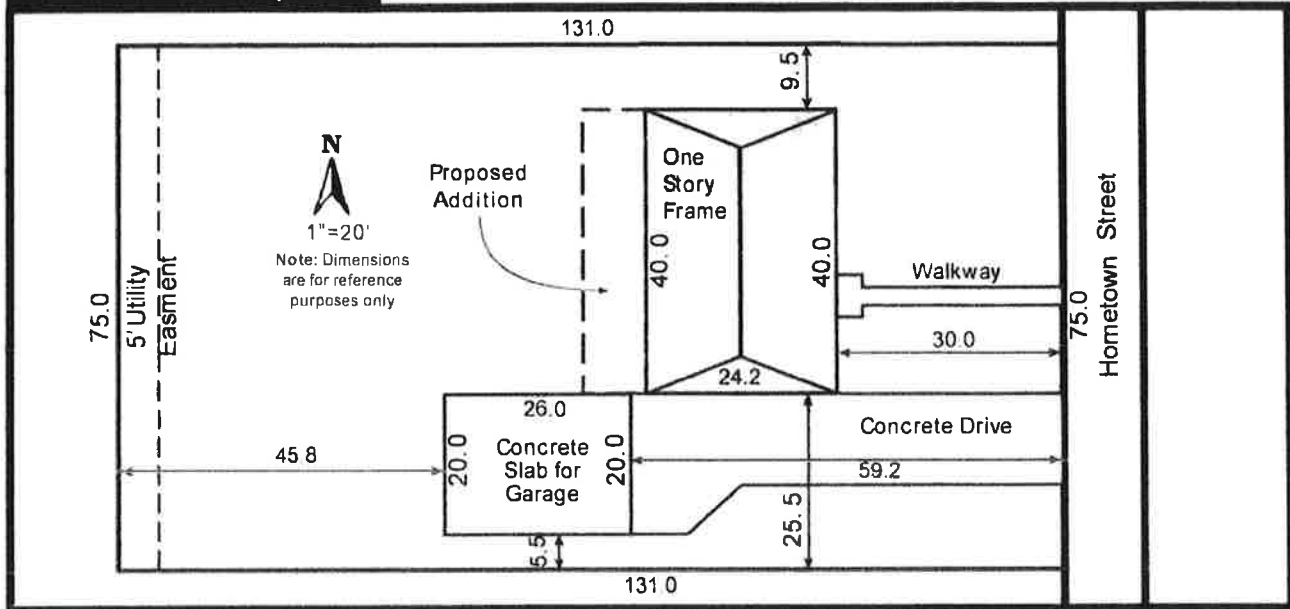 131.0
9.5
N
1"=20'
Note: Dimensions
are for reference
purposes only
Proposed
Addition
One
Story
Frame
40.0
40.0
Walkway
75.0
5' Utility
Easment
75.0
Hometown Street
30.0
24.2
26.0
Concrete
Slab for
Garage
20.0
20.0
Concrete Drive
45.8
59.2
25.5
5.5
131.0